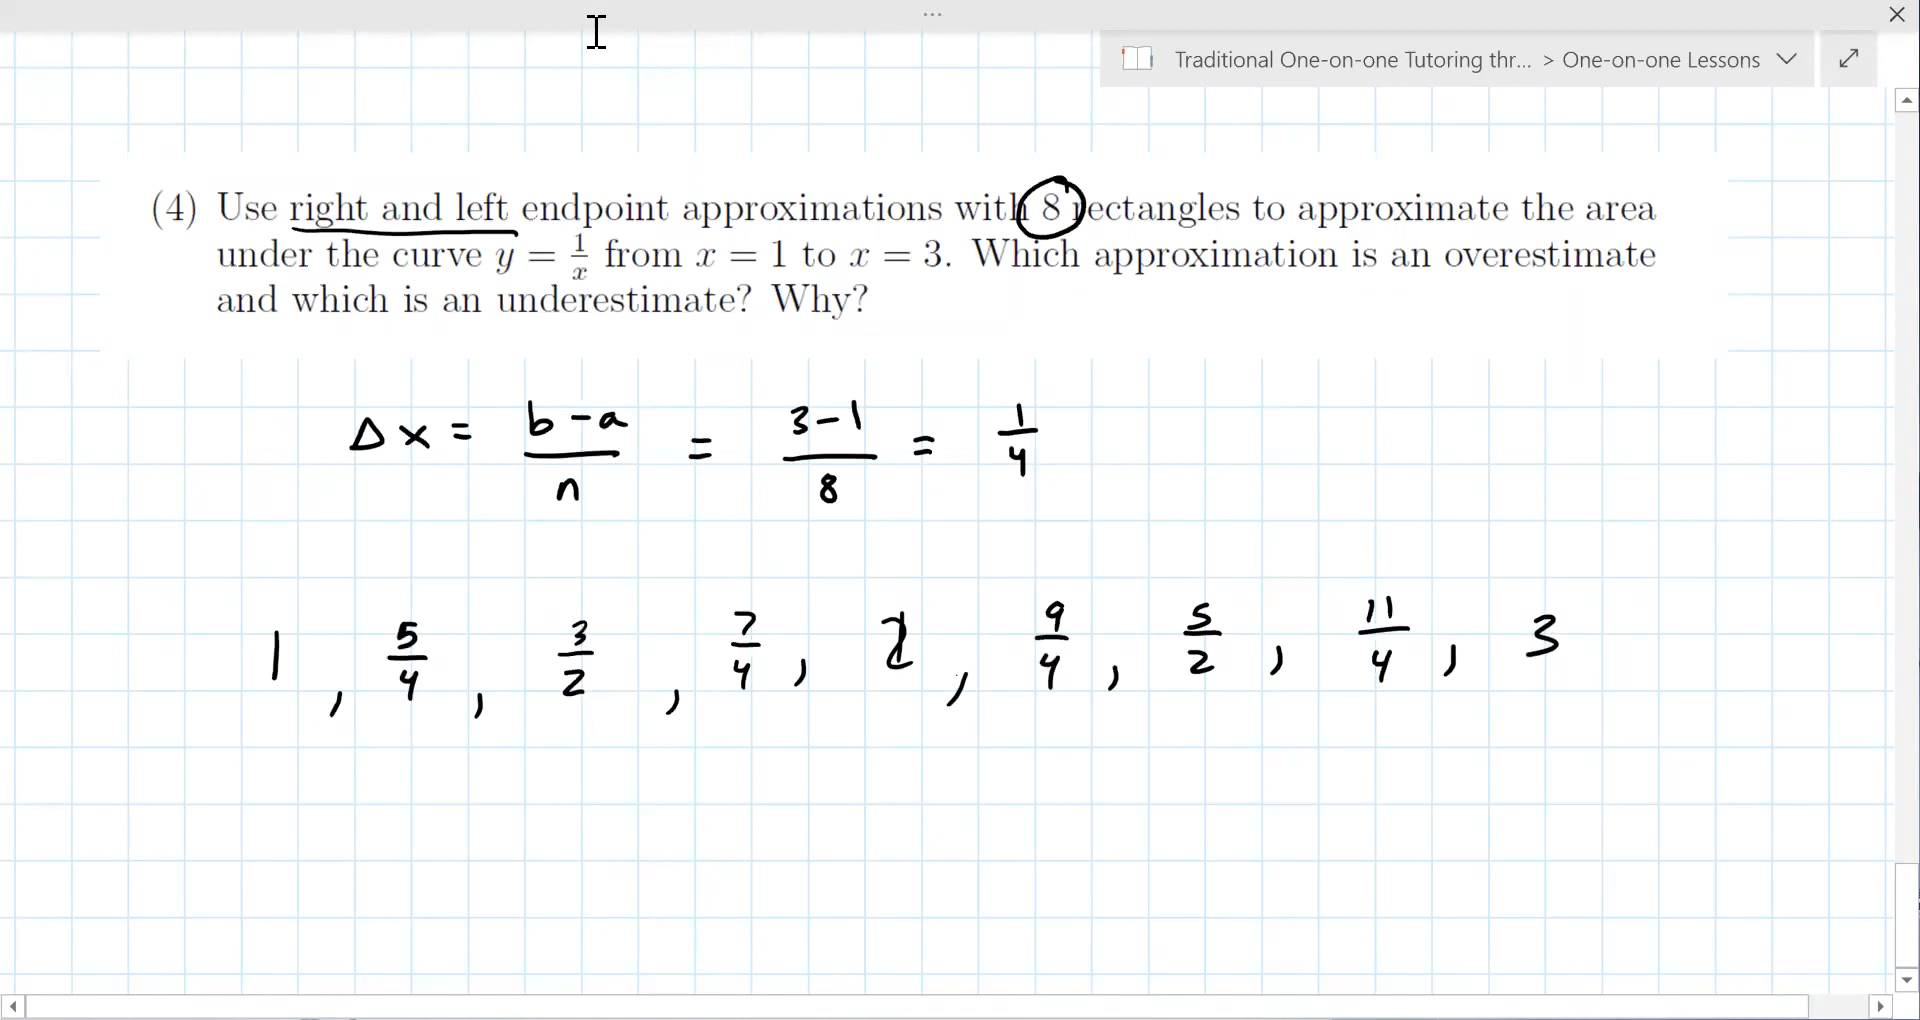 ...
Traditional One-on-one Tutoring thr... > One-on-one Lessons
(4) Use right and left endpoint approximations with 8 rectangles to approximate the area
under the curve y = 1/x from x = 1 to x = 3. Which approximation is an overestimate
and which is an underestimate? Why?
Δx = b-a/n = 3-1/8 = 1/4
1, 5/4, 3/2, 7/4, 2, 9/4, 5/2, 11/4, 3